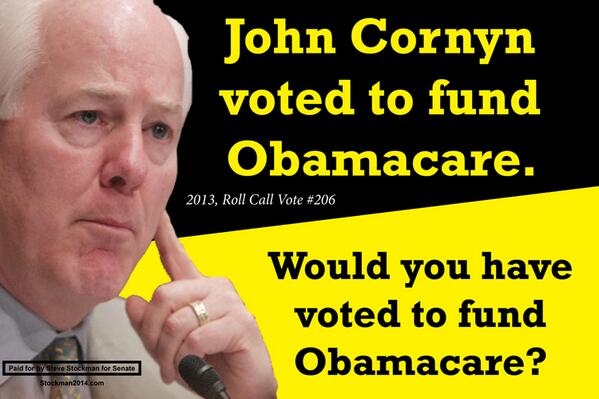 John Cornyn
voted to fund
Obamacare.
2013, Roll Call Vote #206
Would you have
voted to fund
Obamacare?
Paid for by Steve Stockman for Senate
Stockman2014.com